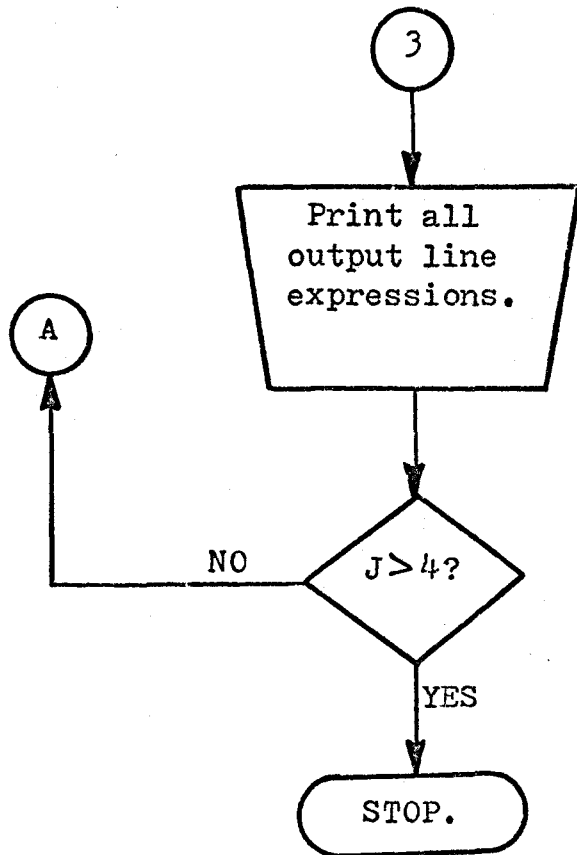 3
Print all
output line
expressions.
A
NO
J>4?
YES
STOP.